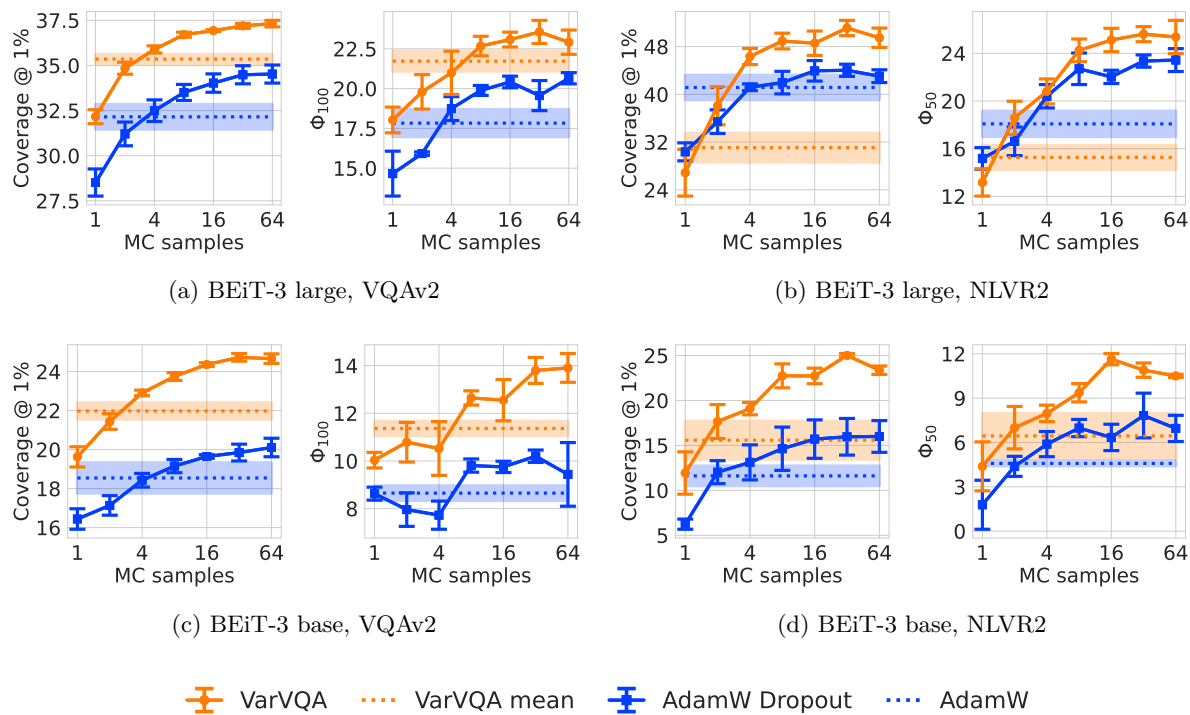 Coverage @ 1%
37.5
35.0
32.5
30.0
27.5
1 4 16 64
MC samples
Φ100
22.5
20.0
17.5
15.0
1 4 16 64
MC samples
(a) BEiT-3 large, VQAv2
Coverage @ 1%
48
40
32
24
1 4 16 64
MC samples
Φ50
24
20
16
12
1 4 16 64
MC samples
(b) BEiT-3 large, NLVR2
Coverage @ 1%
24
22
20
18
16
1 4 16 64
MC samples
Φ100
14
12
10
8
1 4 16 64
MC samples
(c) BEiT-3 base, VQAv2
Coverage @ 1%
25
20
15
10
5
1 4 16 64
MC samples
Φ50
12
9
6
3
0
1 4 16 64
MC samples
(d) BEiT-3 base, NLVR2
VarVQA VarVQA mean AdamW Dropout AdamW